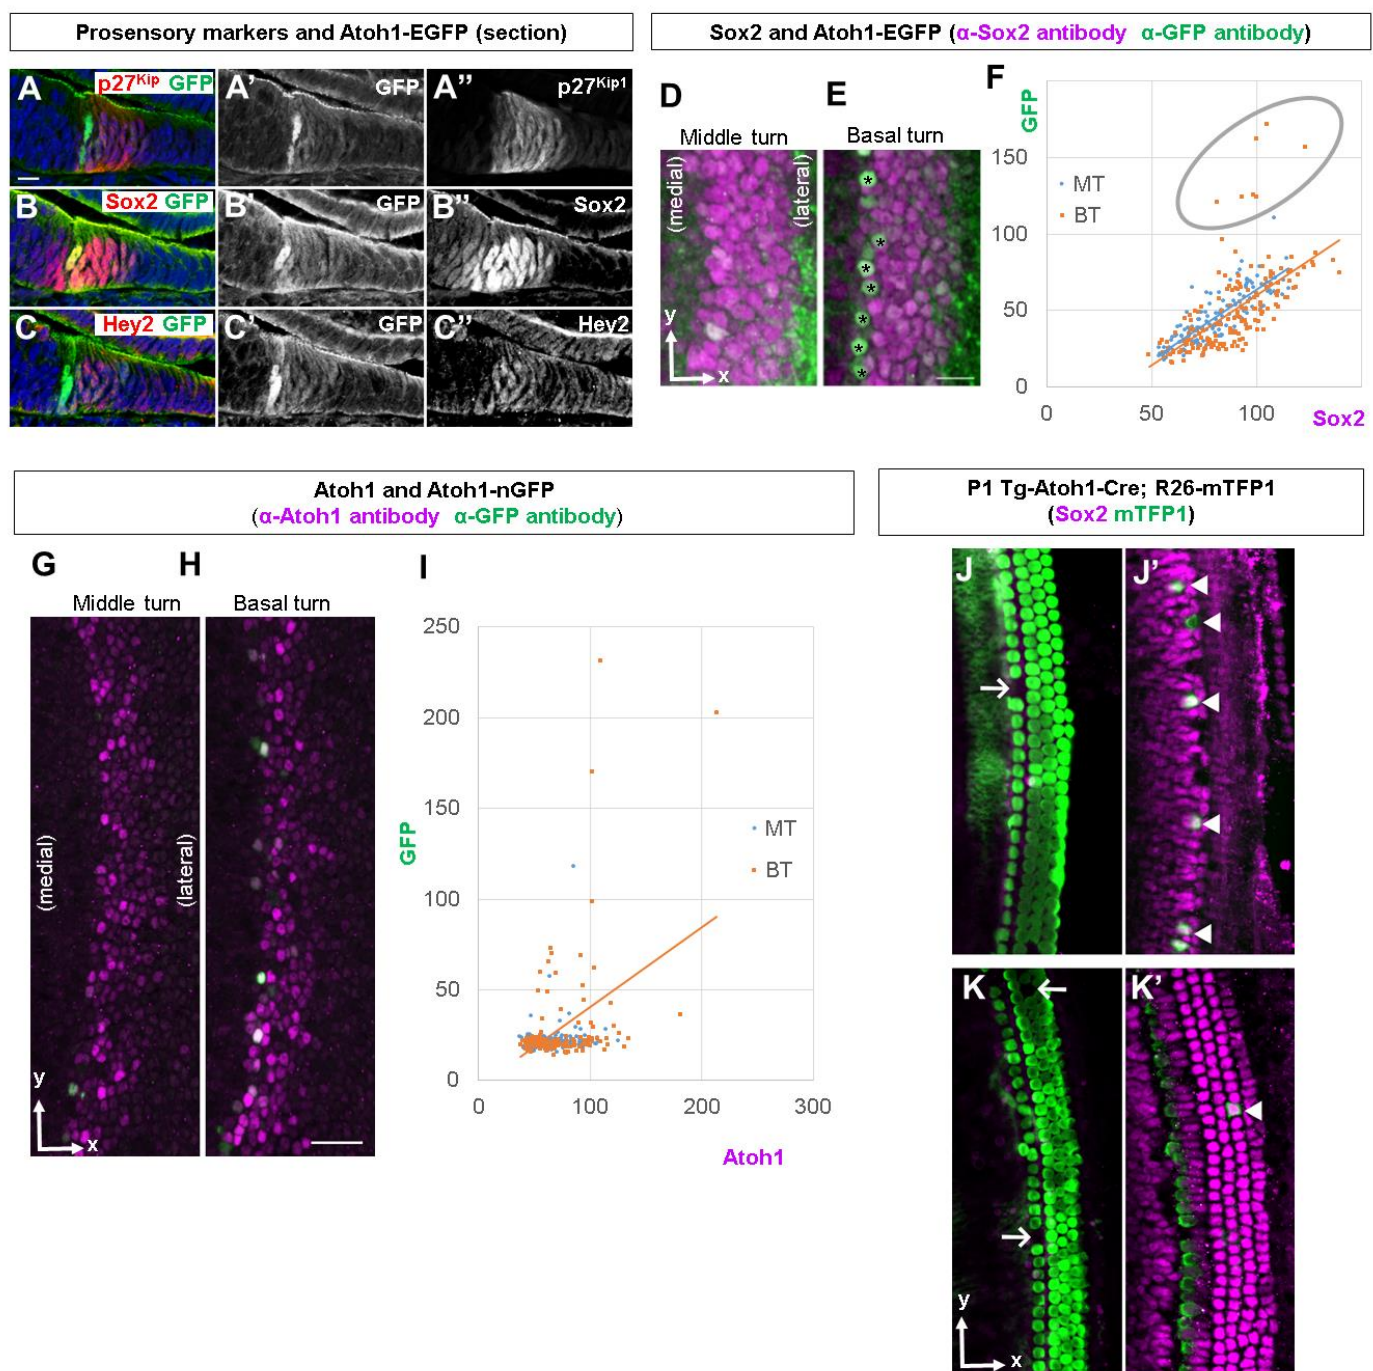 Prosensory markers and Atoh1-EGFP (section)
Sox2 and Atoh1-EGFP (α-Sox2 antibody α-GFP antibody)
A
p27Kip GFP
A'
GFP
A''
p27Kip1
B
Sox2 GFP
B'
GFP
B''
Sox2
C
Hey2 GFP
C'
GFP
C''
Hey2
D
Middle turn
(medial)
(lateral)
y
x
E
Basal turn
*
*
*
*
*
*
*
F
GFP
150
100
50
0
MT
BT
0
50
100
Sox2
Atoh1 and Atoh1-nGFP
(α-Atoh1 antibody α-GFP antibody)
G
Middle turn
(medial)
(lateral)
y
x
H
Basal turn
I
GFP
250
200
150
100
50
0
MT
BT
0
100
200
300
Atoh1
P1 Tg-Atoh1-Cre; R26-mTFP1
(Sox2 mTFP1)
J
J'
K
K'
y
x